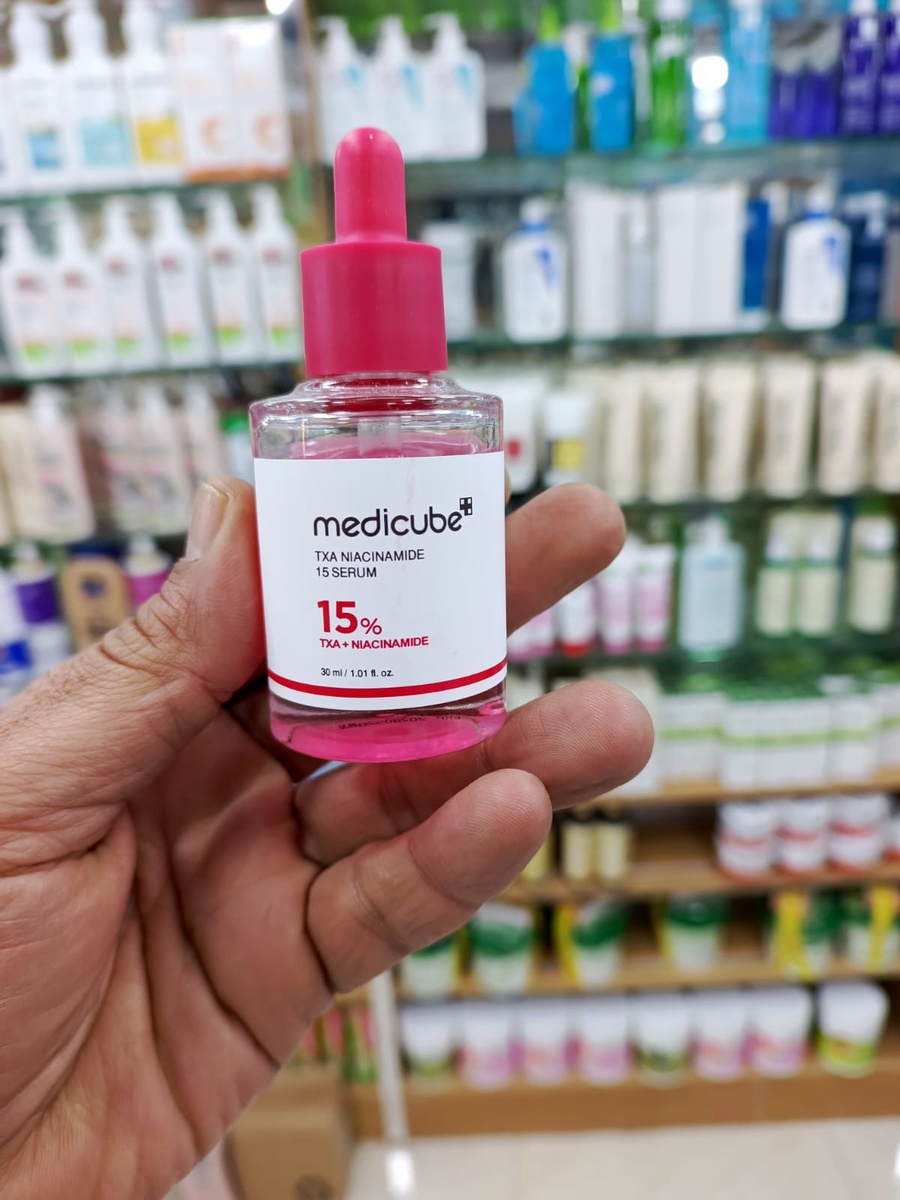 medicube
TXA NIACINAMIDE
15 SERUM
15%
TXA + NIACINAMIDE
30 ml / 1.01 fl. oz.